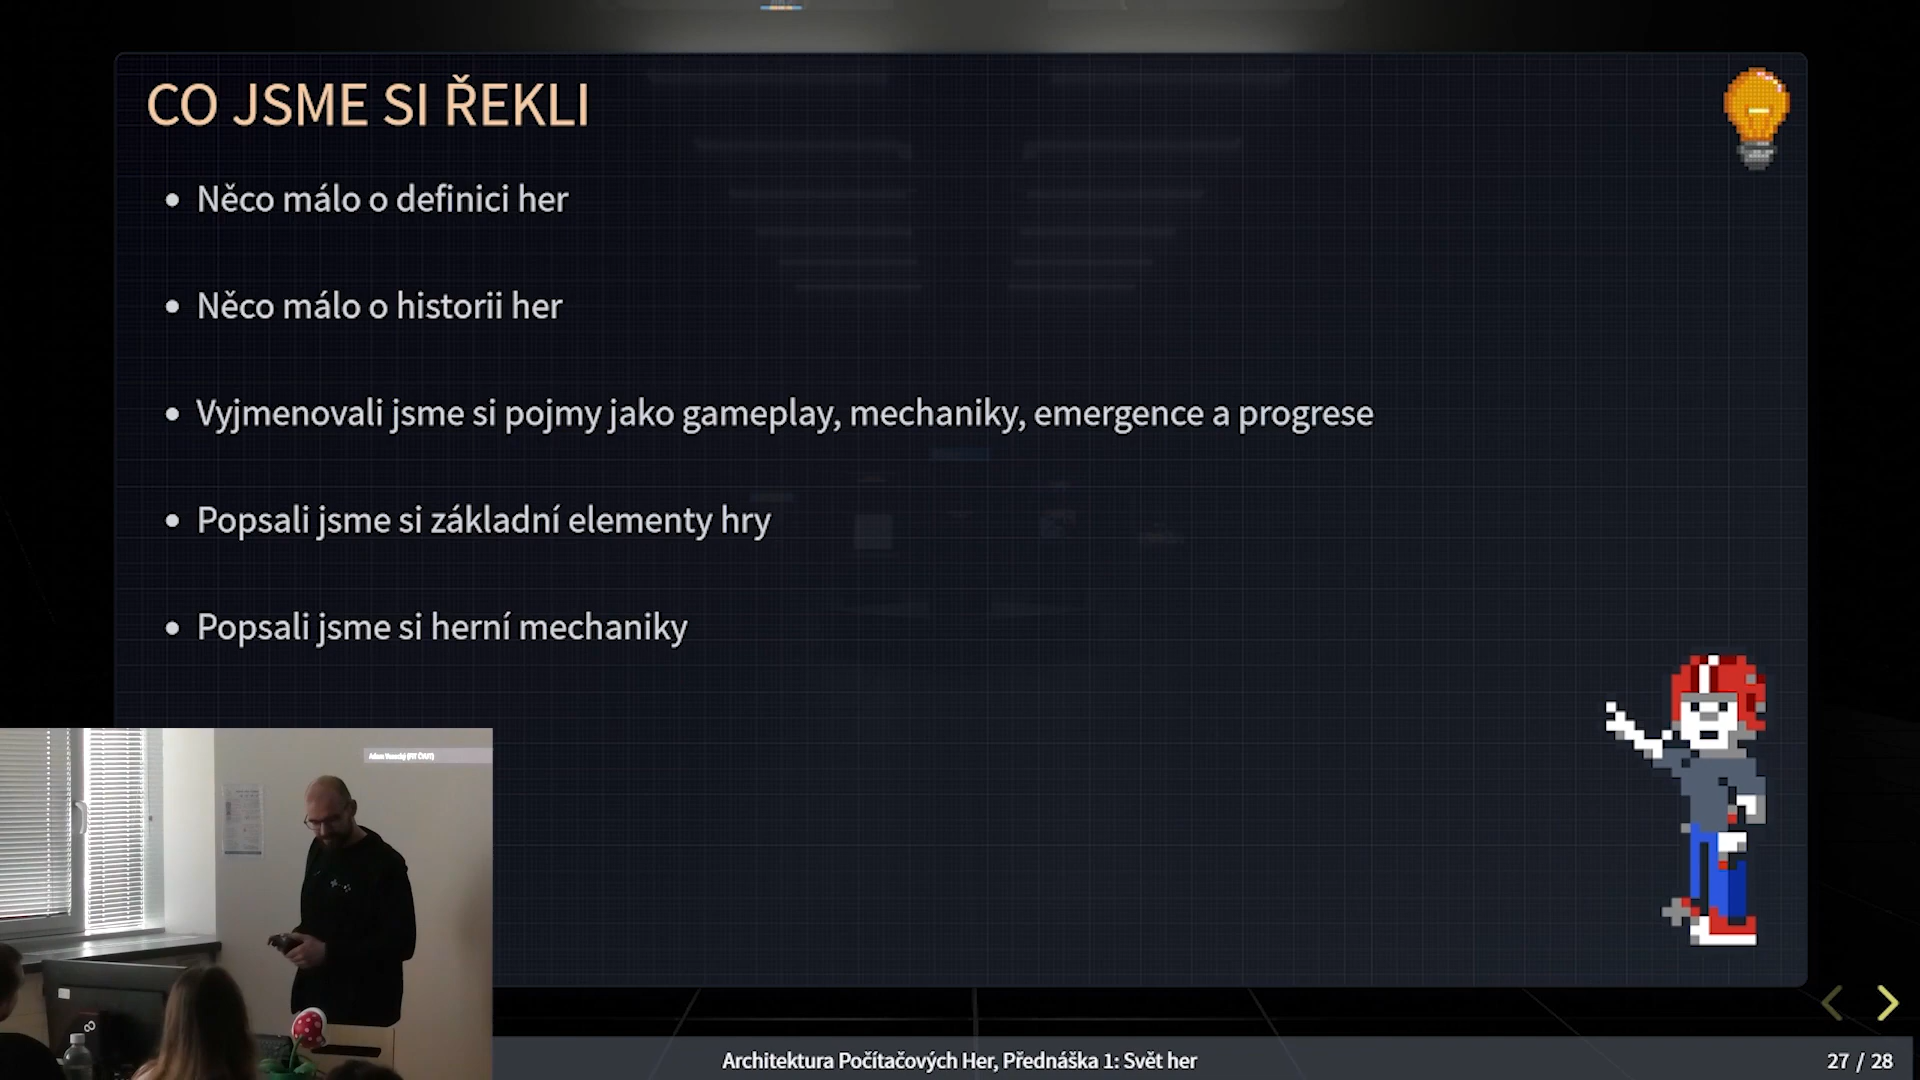 CO JSME SI ŘEKLI
Něco málo o definici her
Něco málo o historii her
Vyjmenovali jsme si pojmy jako gameplay, mechaniky, emergence a progrese
Popsali jsme si základní elementy hry
Popsali jsme si herní mechaniky
Architektura Počítačových Her, Přednáška 1: Svět her
27 / 28